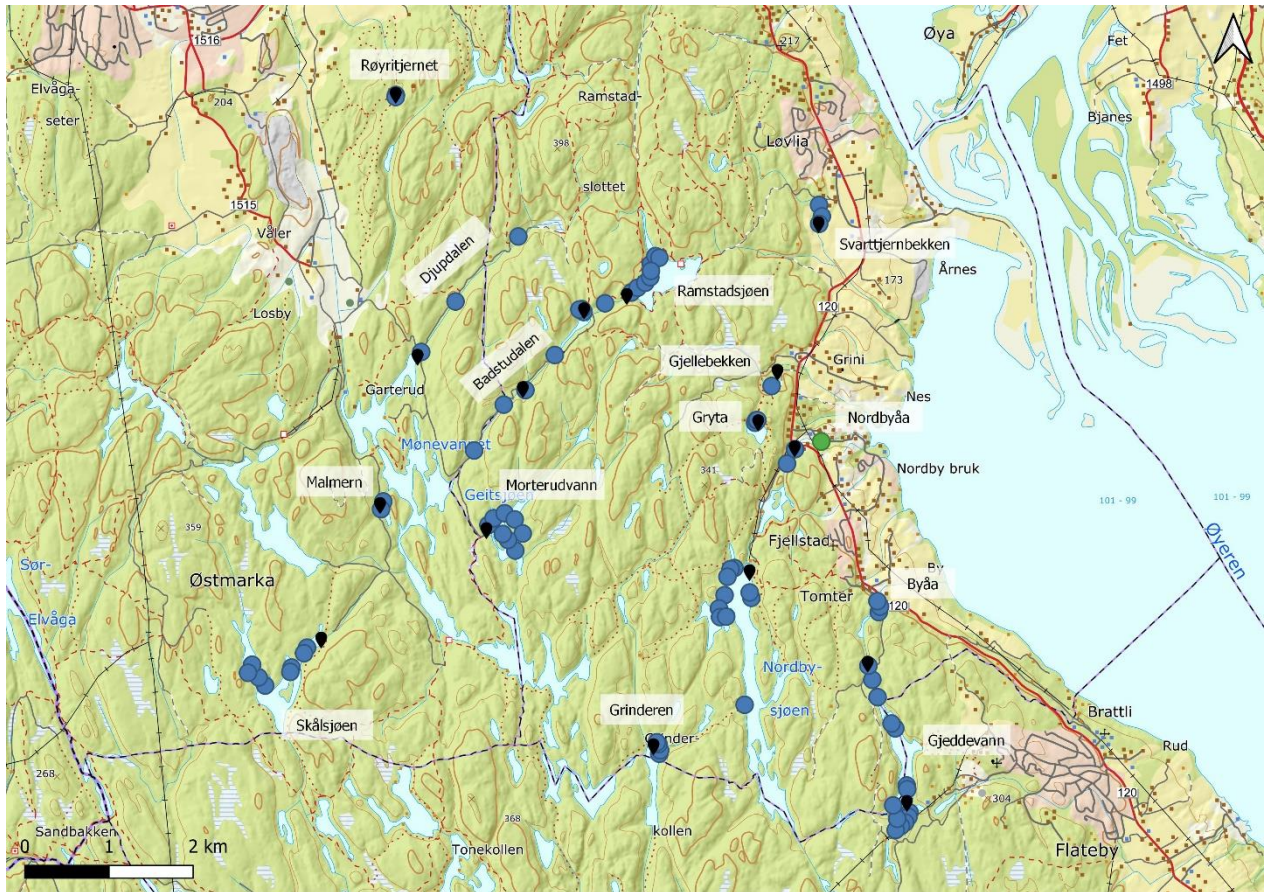 1516
Øya
217
Fet
1498
Røyritjernet
Elvåga-
seter
204
Ramstad-
Bjanes
398
Løvlia
slottet
1515
Våler
Djupdalen
Svarttjernbekken
Årnes
173
Losby
Ramstadsjøen
120
Badstudalen
Gjellebekken
Grini
Garterud
Nes
Gryta
Nordbyåa
Mønevannet
341
Nordby bruk
Malmern
Geitsjøen
Morterudvann
101 - 99
101 - 99
359
Fjellstad
Øyeren
Sør-
Elvåga
Østmarka
By
Byåa
Tomter
120
Nordby-
sjøen
Grinderen
Skålsjøen
Brattli
Grinder-
Gjeddevann
Rud
268
304
120
368
Sandbakken
kollen
Tonekollen
Flateby
0 1 2 km